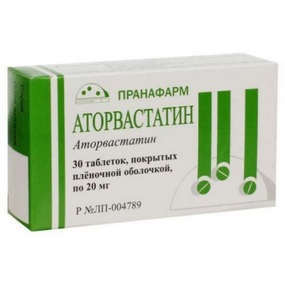 ПРАНАФАРМ
АТОРВАСТАТИН
Аторвастатин
30 таблеток, покрытых
плёночной оболочкой,
по 20 мг
Р №ЛП-004789